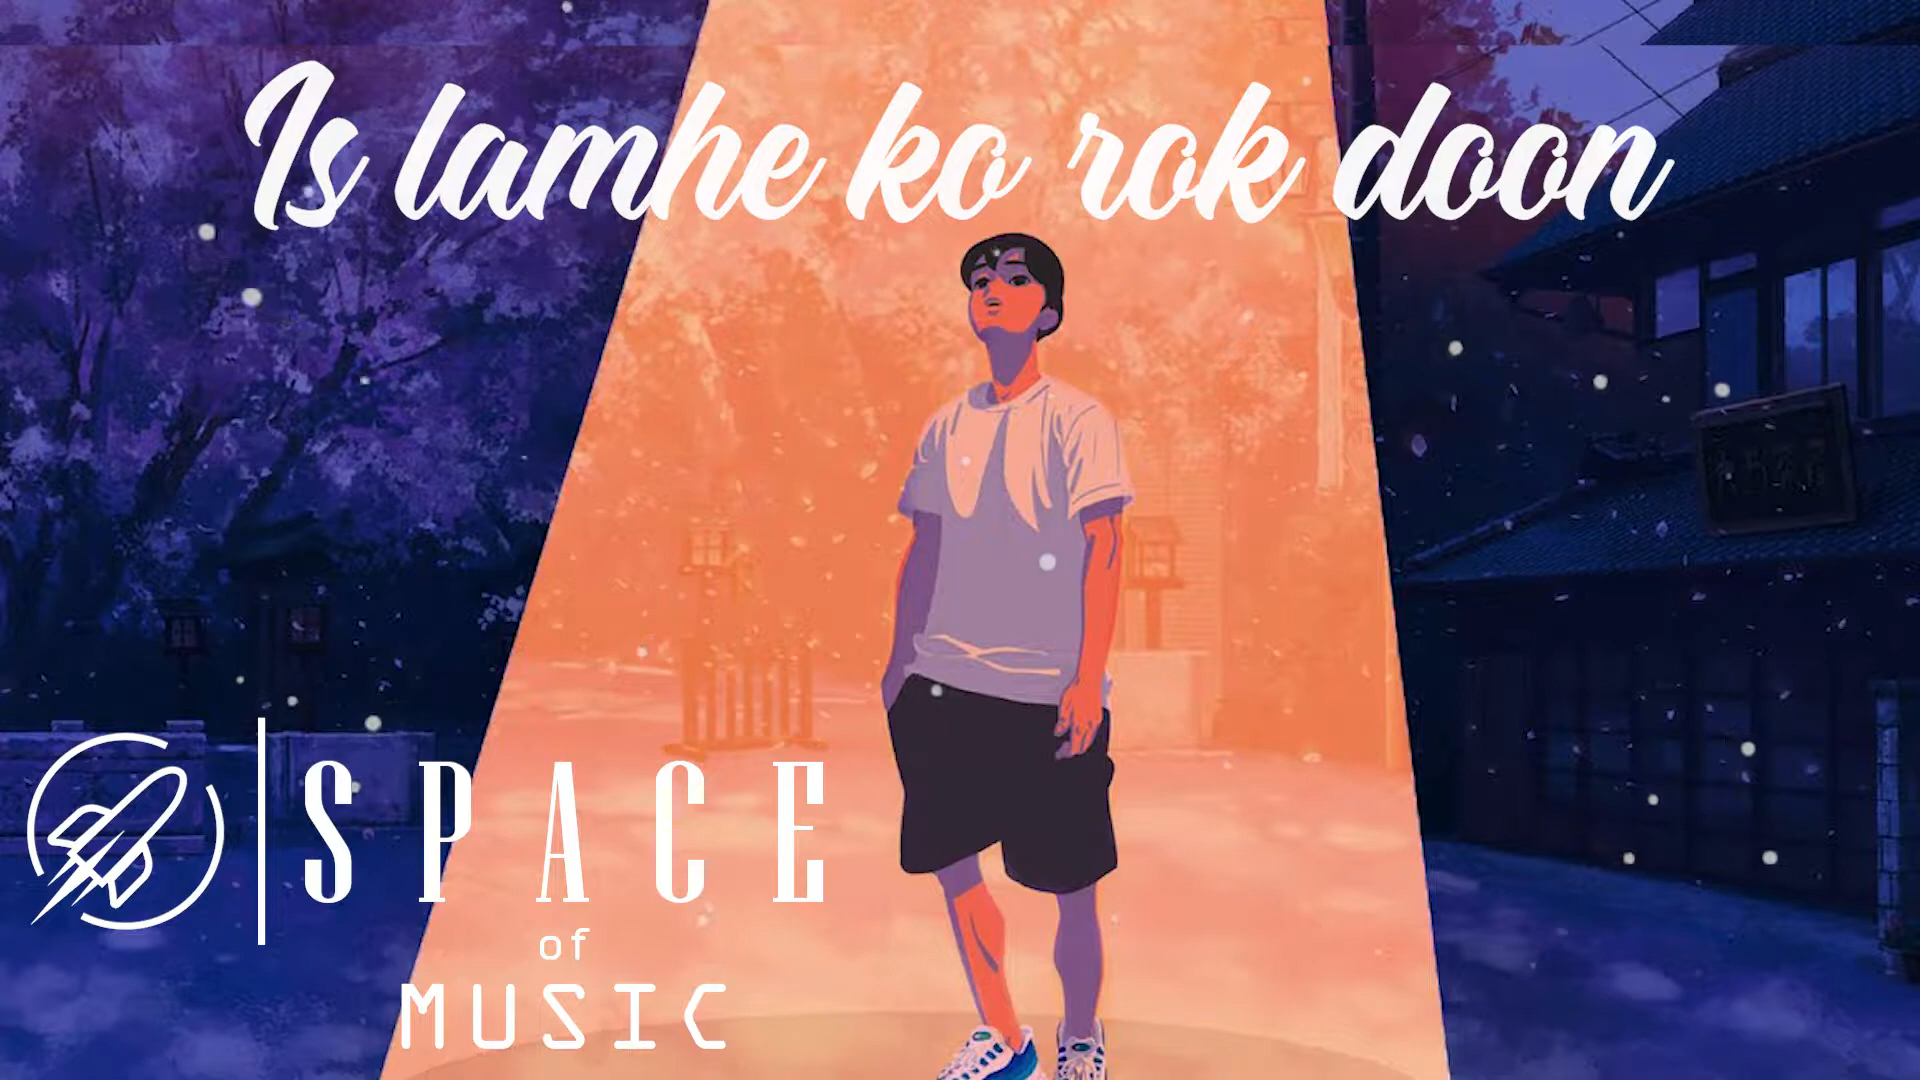 Is lamhe ko rok doon
SPACE
of
MUSIC